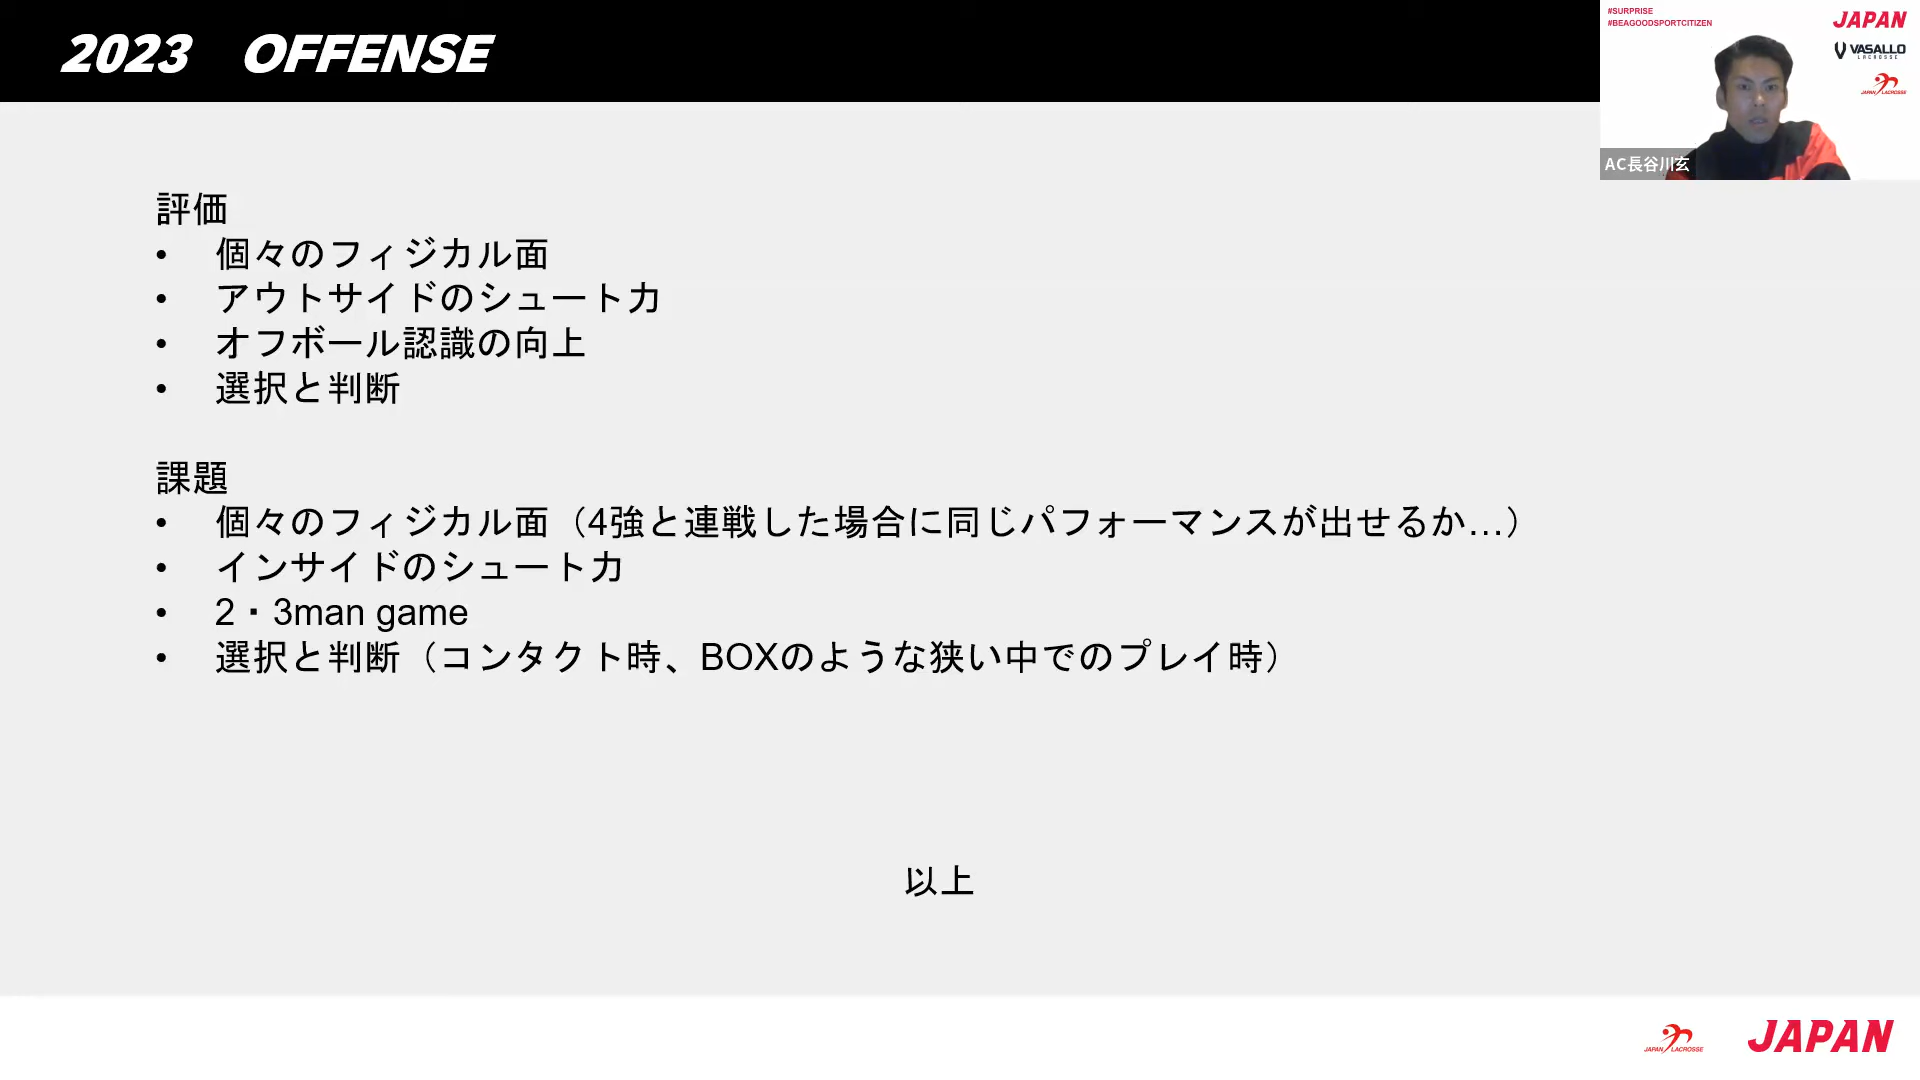 2023 OFFENSE
#SURPRISE
#BEAGOODSPORTCITIZEN
JAPAN
VASALLO
LACROSSE
JAPAN LACROSSE
AC長谷川玄
評価
• 個々のフィジカル面
• アウトサイドのシュート力
• オフボール認識の向上
• 選択と判断
課題
• 個々のフィジカル面（4強と連戦した場合に同じパフォーマンスが出せるか…）
• インサイドのシュート力
• 2・3man game
• 選択と判断（コンタクト時、BOXのような狭い中でのプレイ時）
以上
JAPAN LACROSSE
JAPAN